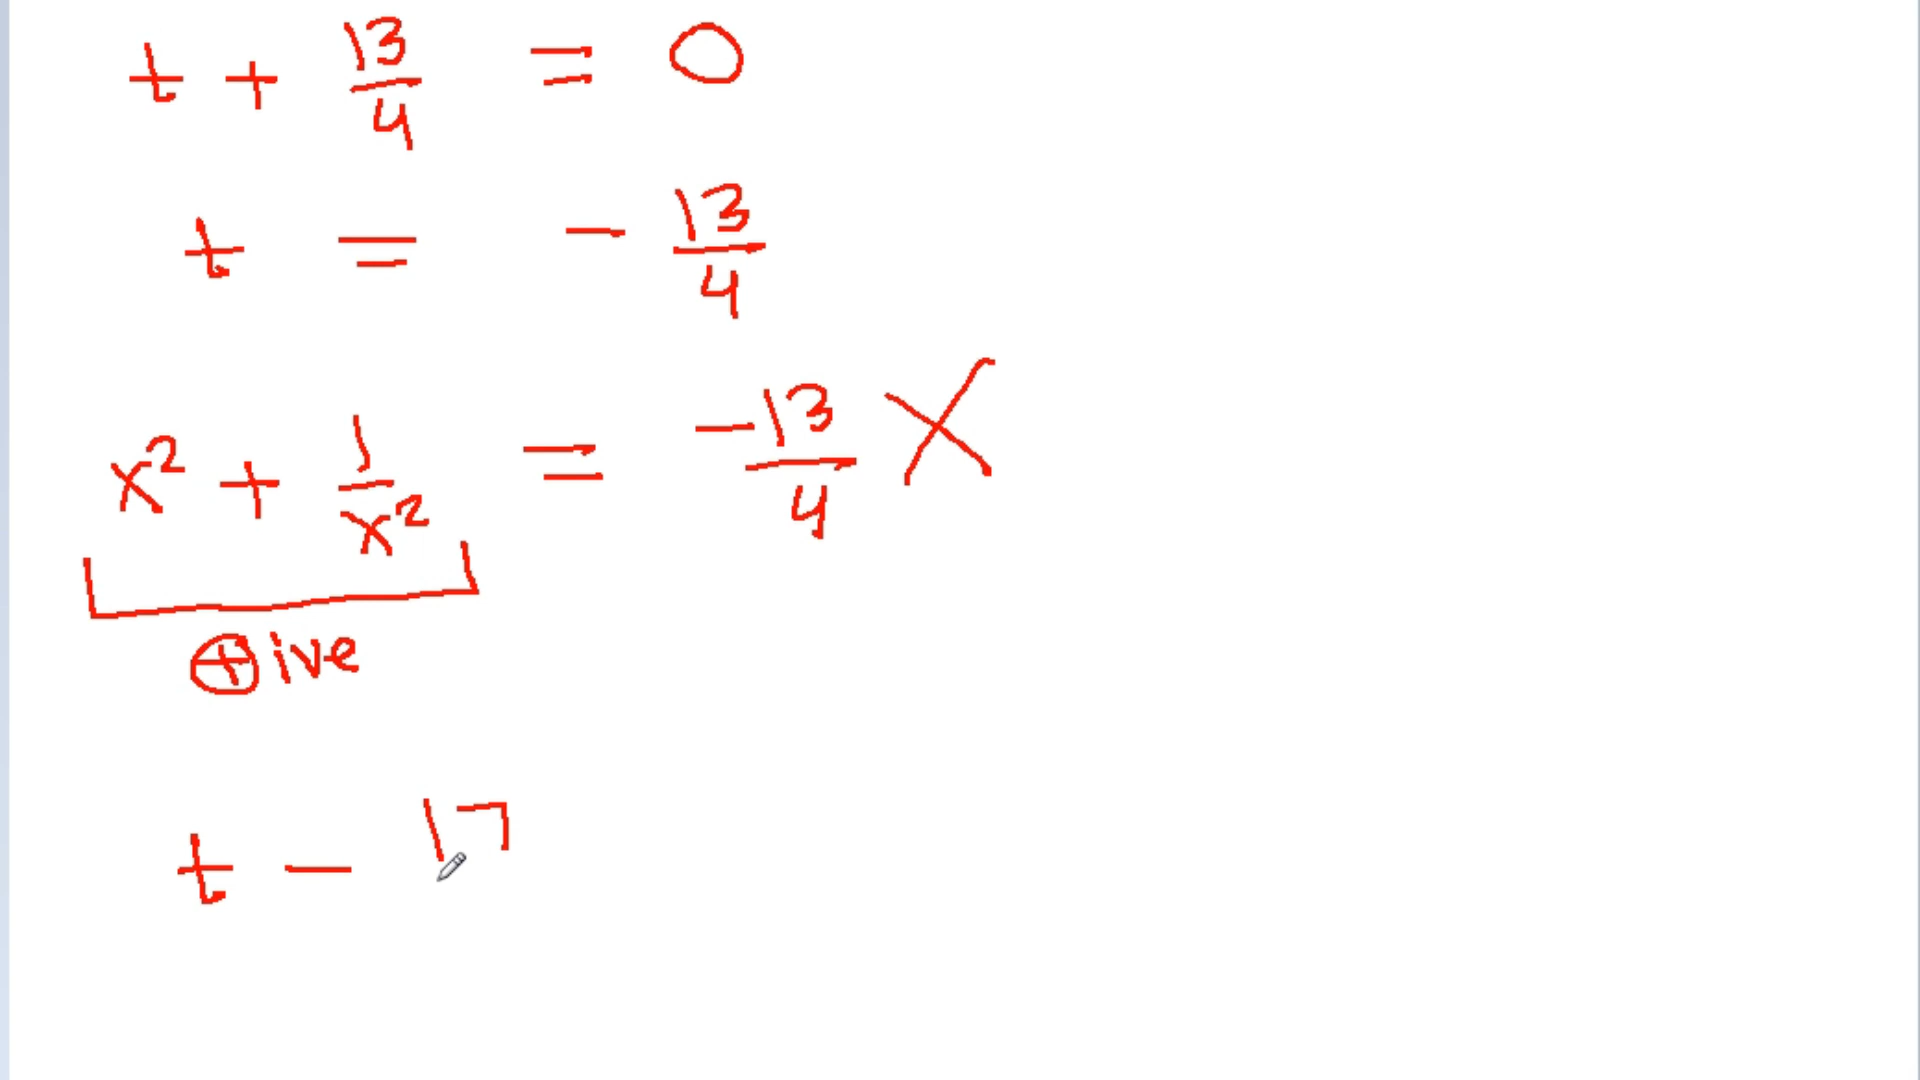 t + 13/4 = 0
t = - 13/4
x² + 1/x² = -13/4 X
⊕ive
t - 17